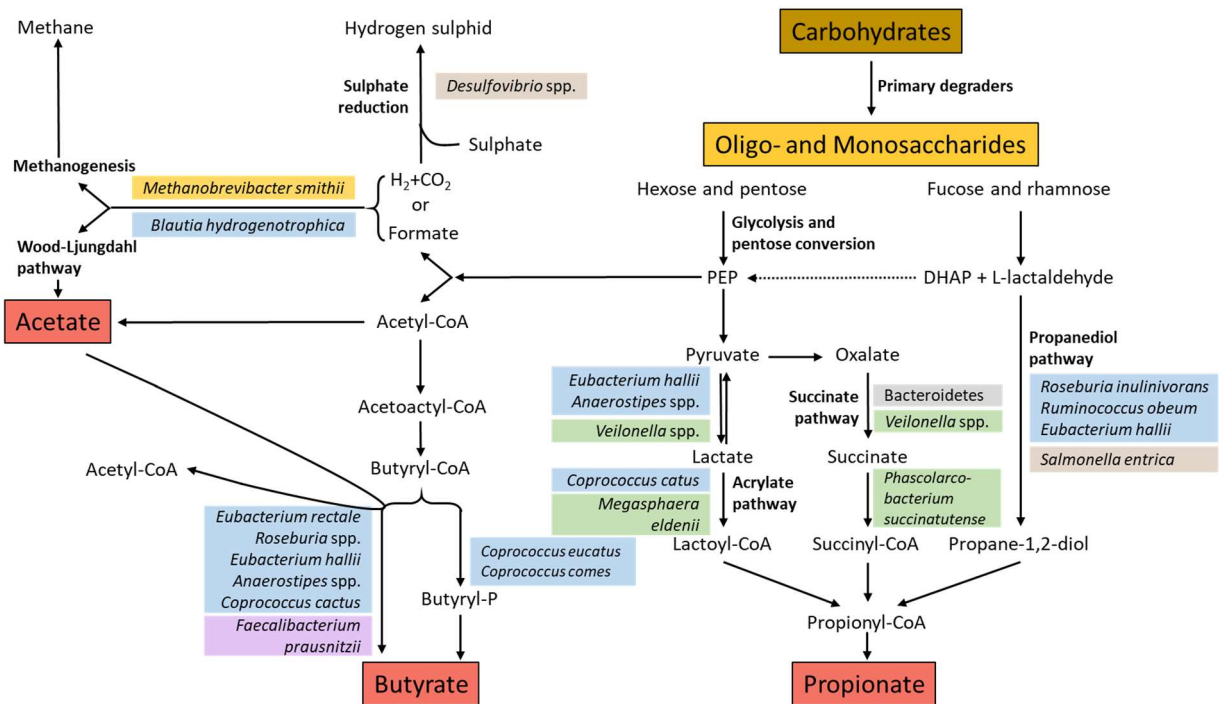 Methane
Hydrogen sulphid
Carbohydrates
Sulphate
reduction
Desulfovibrio spp.
Primary degraders
Sulphate
Oligo- and Monosaccharides
Methanogenesis
Methanobrevibacter smithii
H2+CO2
or
Formate
Hexose and pentose
Fucose and rhamnose
Blautia hydrogenotrophica
Glycolysis and
pentose conversion
Wood-Ljungdahl
pathway
PEP
DHAP + L-lactaldehyde
Acetate
Acetyl-CoA
Propanediol
pathway
Pyruvate
Oxalate
Eubacterium hallii
Anaerostipes spp.
Veilonella spp.
Succinate
pathway
Bacteroidetes
Veilonella spp.
Roseburia inulinivorans
Ruminococcus obeum
Eubacterium hallii
Salmonella entrica
Acetoactyl-CoA
Lactate
Succinate
Acetyl-CoA
Butyryl-CoA
Coprococcus catus
Megasphaera
eldenii
Acrylate
pathway
Phascolarco-
bacterium
succinatutense
Eubacterium rectale
Roseburia spp.
Eubacterium hallii
Anaerostipes spp.
Coprococcus cactus
Faecalibacterium
prausnitzii
Coprococcus eucatus
Coprococcus comes
Lactoyl-CoA
Succinyl-CoA
Propane-1,2-diol
Butyryl-P
Propionyl-CoA
Butyrate
Propionate